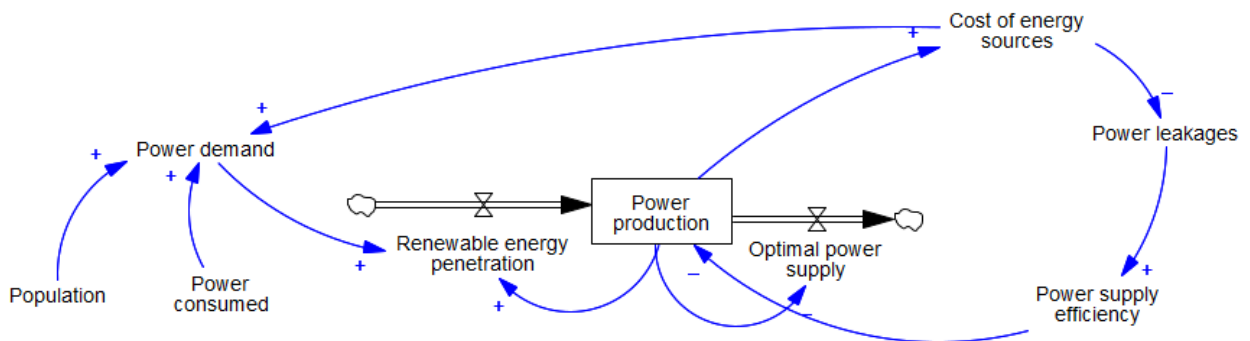 Cost of energy
sources
+
+
−
Power leakages
Power demand
+
+
Power
production
Renewable energy
penetration
Optimal power
supply
+
−
+
Population
Power
consumed
+
−
Power supply
efficiency
−